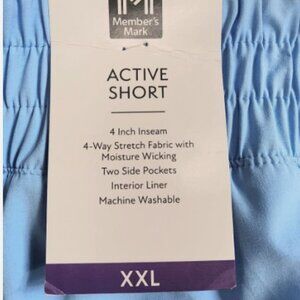 Member's
Mark
ACTIVE
SHORT
4 Inch Inseam
4-Way Stretch Fabric with
Moisture Wicking
Two Side Pockets
Interior Liner
Machine Washable
XXL